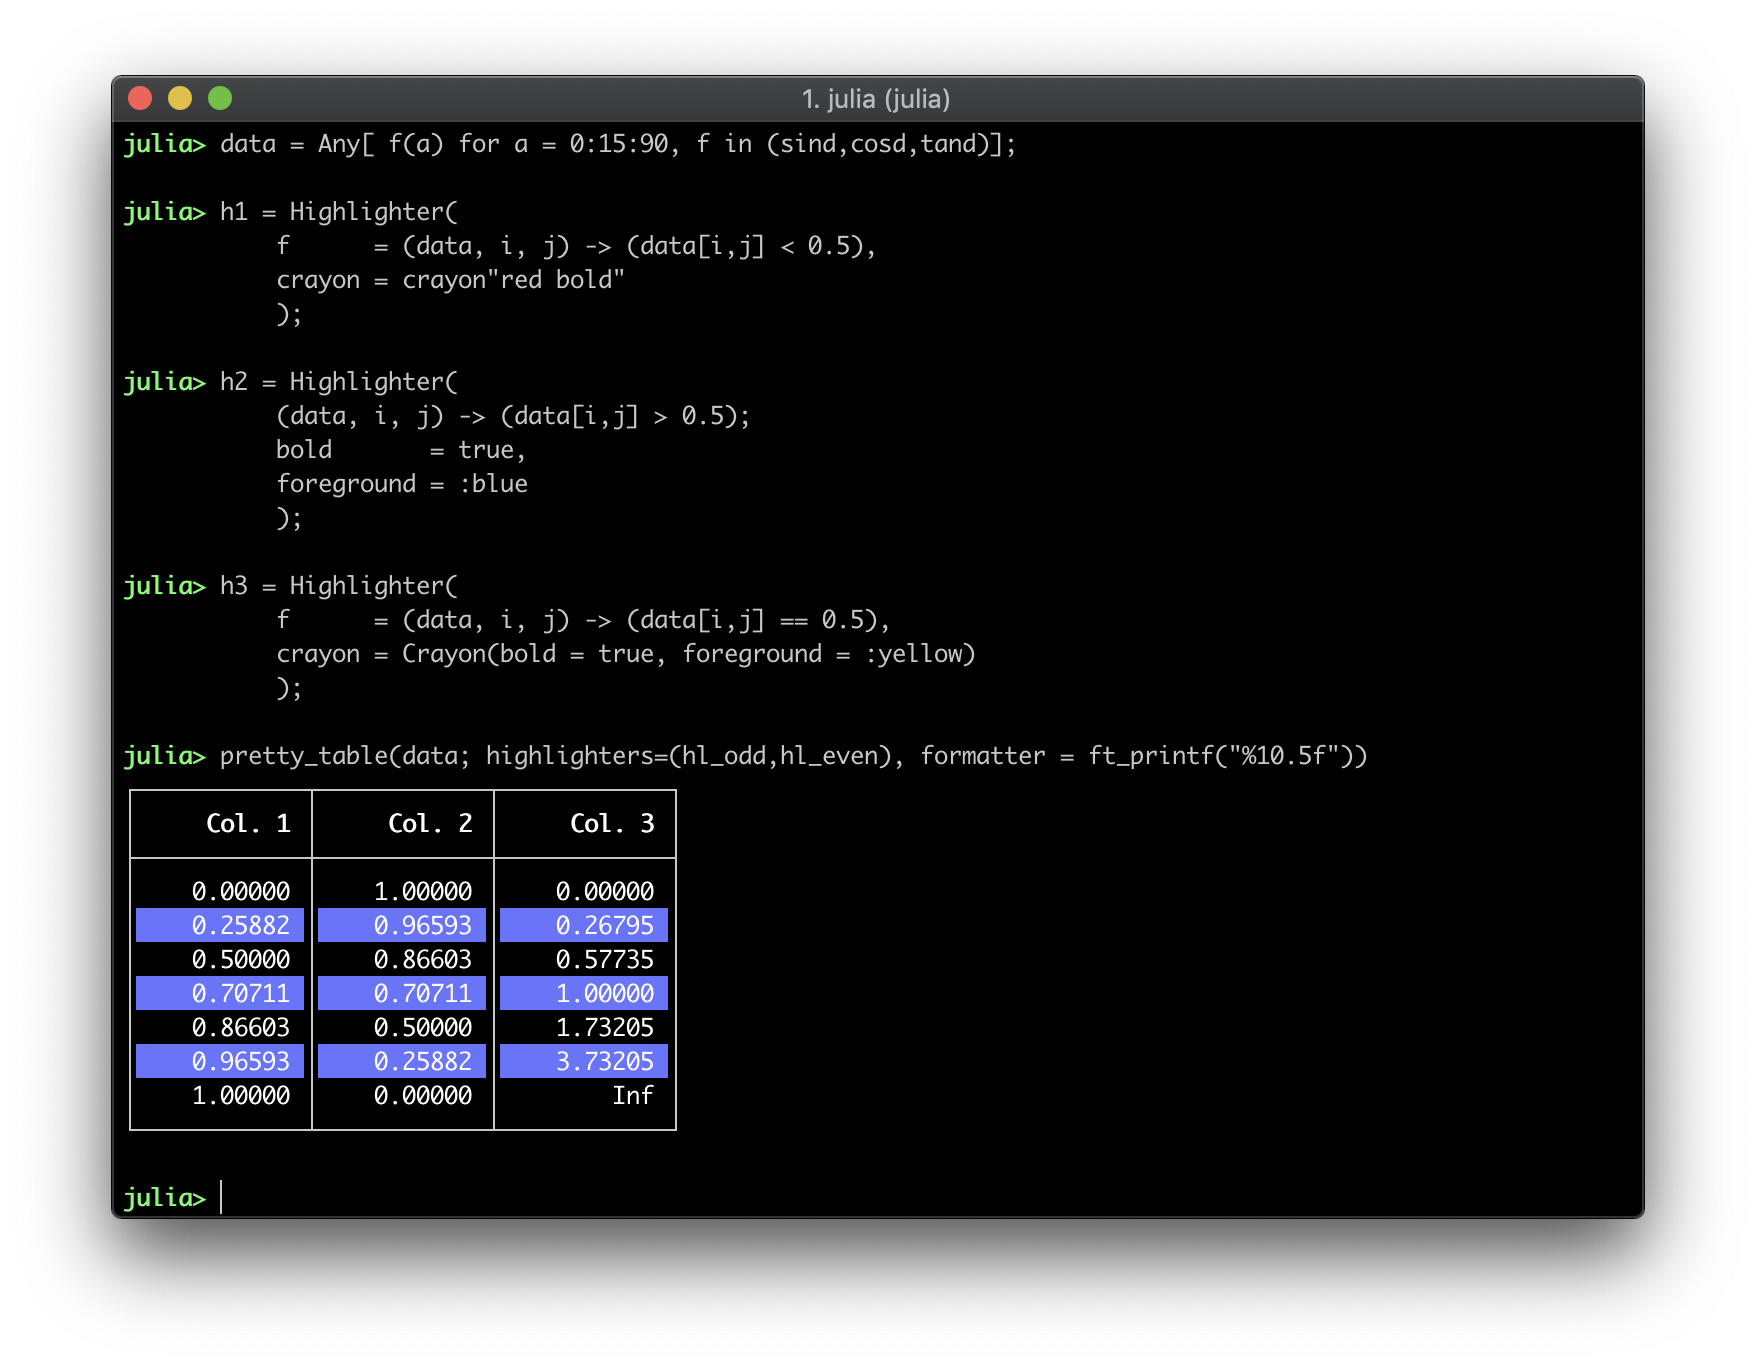 1. julia (julia)
julia> data = Any[ f(a) for a = 0:15:90, f in (sind,cosd,tand)];
julia> h1 = Highlighter(
f      = (data, i, j) -> (data[i,j] < 0.5),
crayon = crayon"red bold"
);
julia> h2 = Highlighter(
(data, i, j) -> (data[i,j] > 0.5);
bold       = true,
foreground = :blue
);
julia> h3 = Highlighter(
f      = (data, i, j) -> (data[i,j] == 0.5),
crayon = Crayon(bold = true, foreground = :yellow)
);
julia> pretty_table(data; highlighters=(hl_odd,hl_even), formatter = ft_printf("%10.5f"))
Col. 1 Col. 2 Col. 3
0.00000 1.00000 0.00000
0.25882 0.96593 0.26795
0.50000 0.86603 0.57735
0.70711 0.70711 1.00000
0.86603 0.50000 1.73205
0.96593 0.25882 3.73205
1.00000 0.00000 Inf
julia>